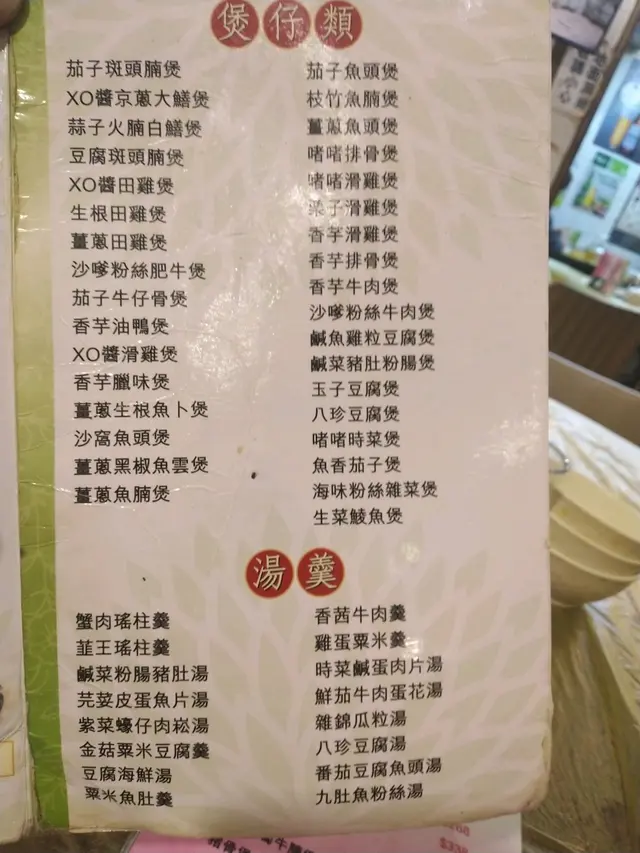 煲仔類
茄子斑頭腩煲
XO醬京蔥大鱔煲
蒜子火腩白鱔煲
豆腐斑頭腩煲
XO醬田雞煲
生根田雞煲
薑蔥田雞煲
沙嗲粉絲肥牛煲
茄子牛仔骨煲
香芋油鴨煲
XO醬滑雞煲
香芋臘味煲
薑蔥生根魚卜煲
沙窩魚頭煲
薑蔥黑椒魚雲煲
薑蔥魚腩煲
茄子魚頭煲
枝竹魚腩煲
薑蔥魚頭煲
啫啫排骨煲
啫啫滑雞煲
栗子滑雞煲
香芋滑雞煲
香芋排骨煲
香芋牛肉煲
沙嗲粉絲牛肉煲
鹹魚雞粒豆腐煲
鹹菜豬肚粉腸煲
玉子豆腐煲
八珍豆腐煲
啫啫時菜煲
魚香茄子煲
海味粉絲雜菜煲
生菜鯪魚煲
湯羹
蟹肉瑤柱羹
韮王瑤柱羹
鹹菜粉腸豬肚湯
芫荽皮蛋魚片湯
紫菜蠔仔肉崧湯
金菇粟米豆腐羹
豆腐海鮮湯
粟米魚肚羹
香茜牛肉羹
雞蛋粟米羹
時菜鹹蛋肉片湯
鮮茄牛肉蛋花湯
雜錦瓜粒湯
八珍豆腐湯
番茄豆腐魚頭湯
九肚魚粉絲湯
小心
$338